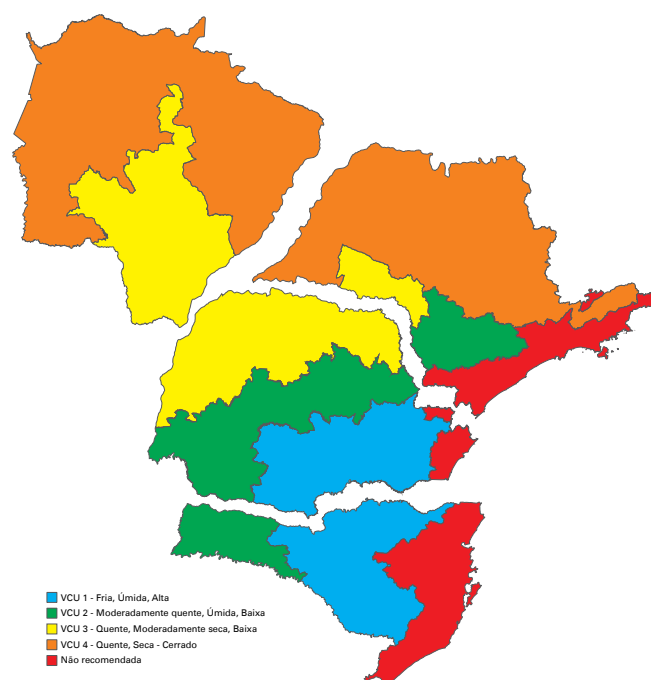 VCU 1 - Fria, Úmida, Alta
VCU 2 - Moderadamente quente, Úmida, Baixa
VCU 3 - Quente, Moderadamente seca, Baixa
VCU 4 - Quente, Seca - Cerrado
Não recomendada